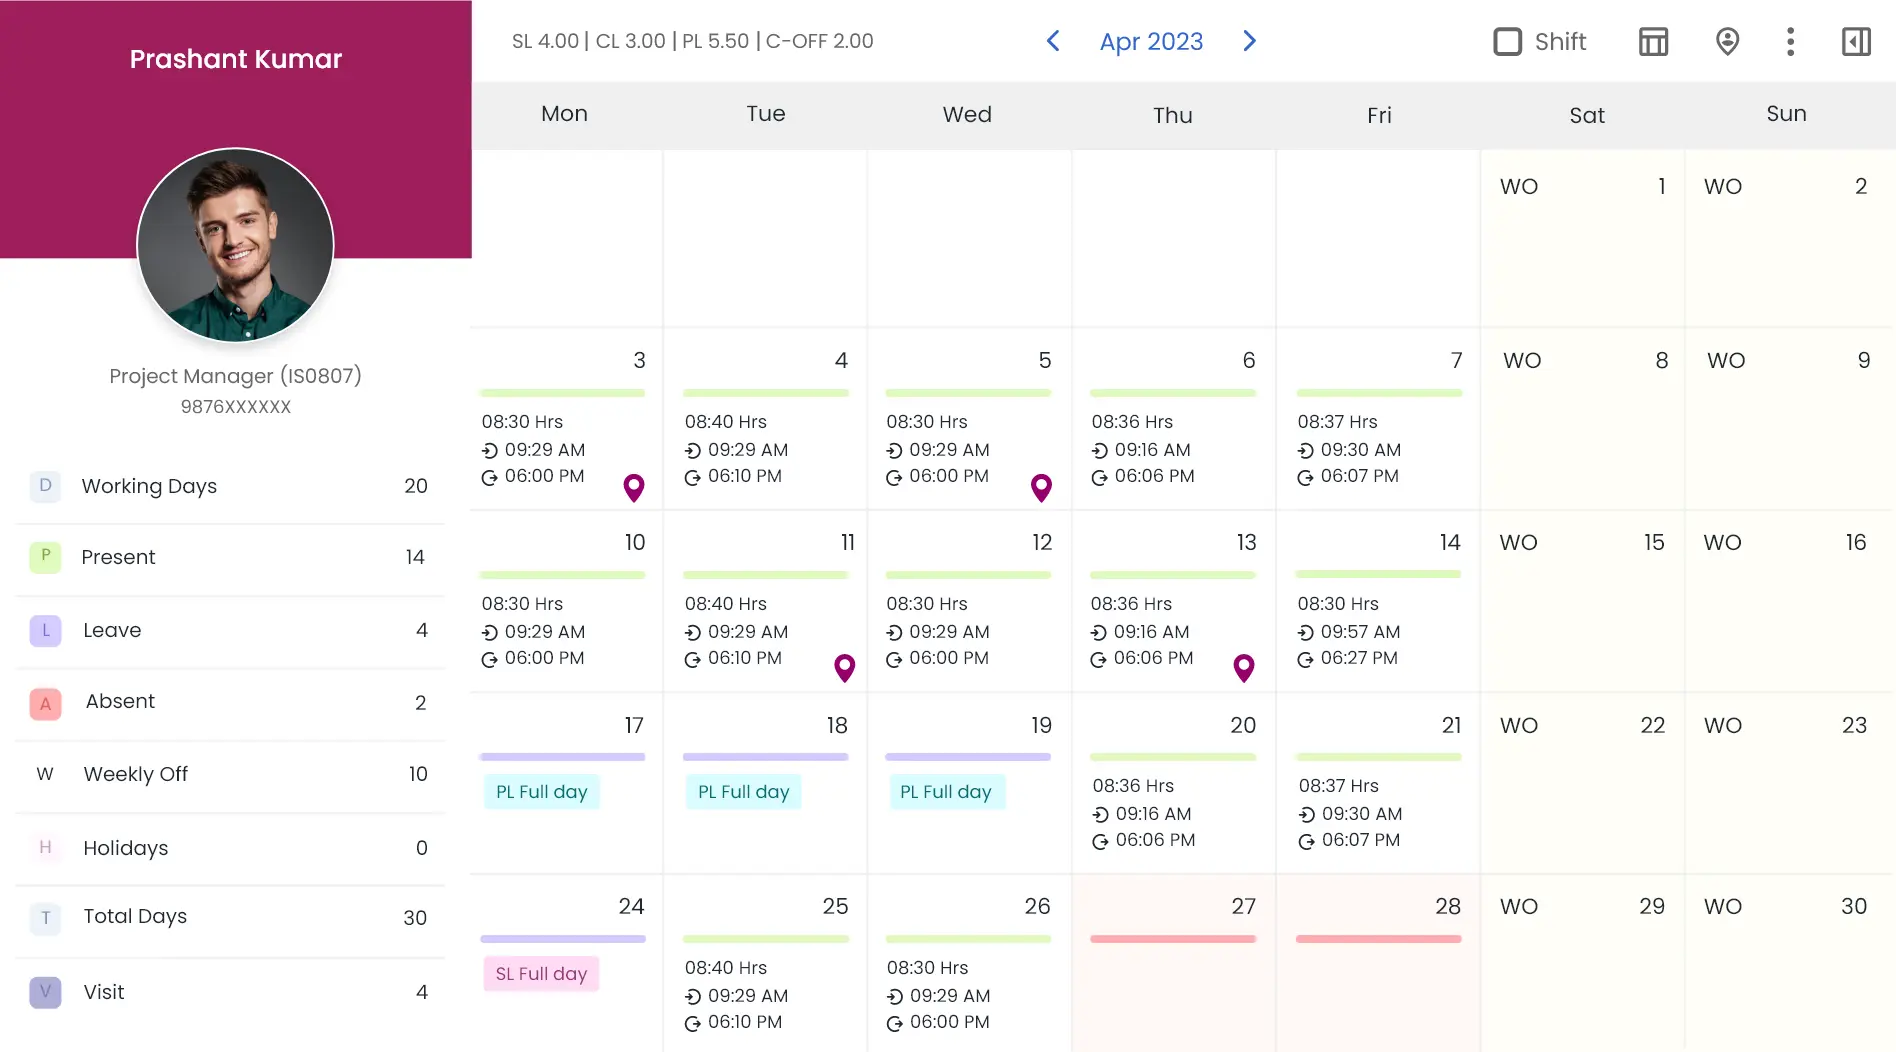 Prashant Kumar
Project Manager (IS0807)
9876XXXXXX
D Working Days 20
P Present 14
L Leave 4
A Absent 2
W Weekly Off 10
H Holidays 0
T Total Days 30
V Visit 4
SL 4.00 | CL 3.00 | PL 5.50 | C-OFF 2.00
Apr 2023
Shift
Mon Tue Wed Thu Fri Sat Sun
WO 1 WO 2
3 4 5 6 7 WO 8 WO 9
08:30 Hrs 08:40 Hrs 08:30 Hrs 08:36 Hrs 08:37 Hrs
09:29 AM 09:29 AM 09:29 AM 09:16 AM 09:30 AM
06:00 PM 06:10 PM 06:00 PM 06:06 PM 06:07 PM
10 11 12 13 14 WO 15 WO 16
08:30 Hrs 08:40 Hrs 08:30 Hrs 08:36 Hrs 08:30 Hrs
09:29 AM 09:29 AM 09:29 AM 09:16 AM 09:57 AM
06:00 PM 06:10 PM 06:00 PM 06:06 PM 06:27 PM
17 18 19 20 21 WO 22 WO 23
PL Full day PL Full day PL Full day 08:36 Hrs 08:37 Hrs
09:16 AM 09:30 AM
06:06 PM 06:07 PM
24 25 26 27 28 WO 29 WO 30
SL Full day 08:40 Hrs 08:30 Hrs
09:29 AM 09:29 AM
06:10 PM 06:00 PM